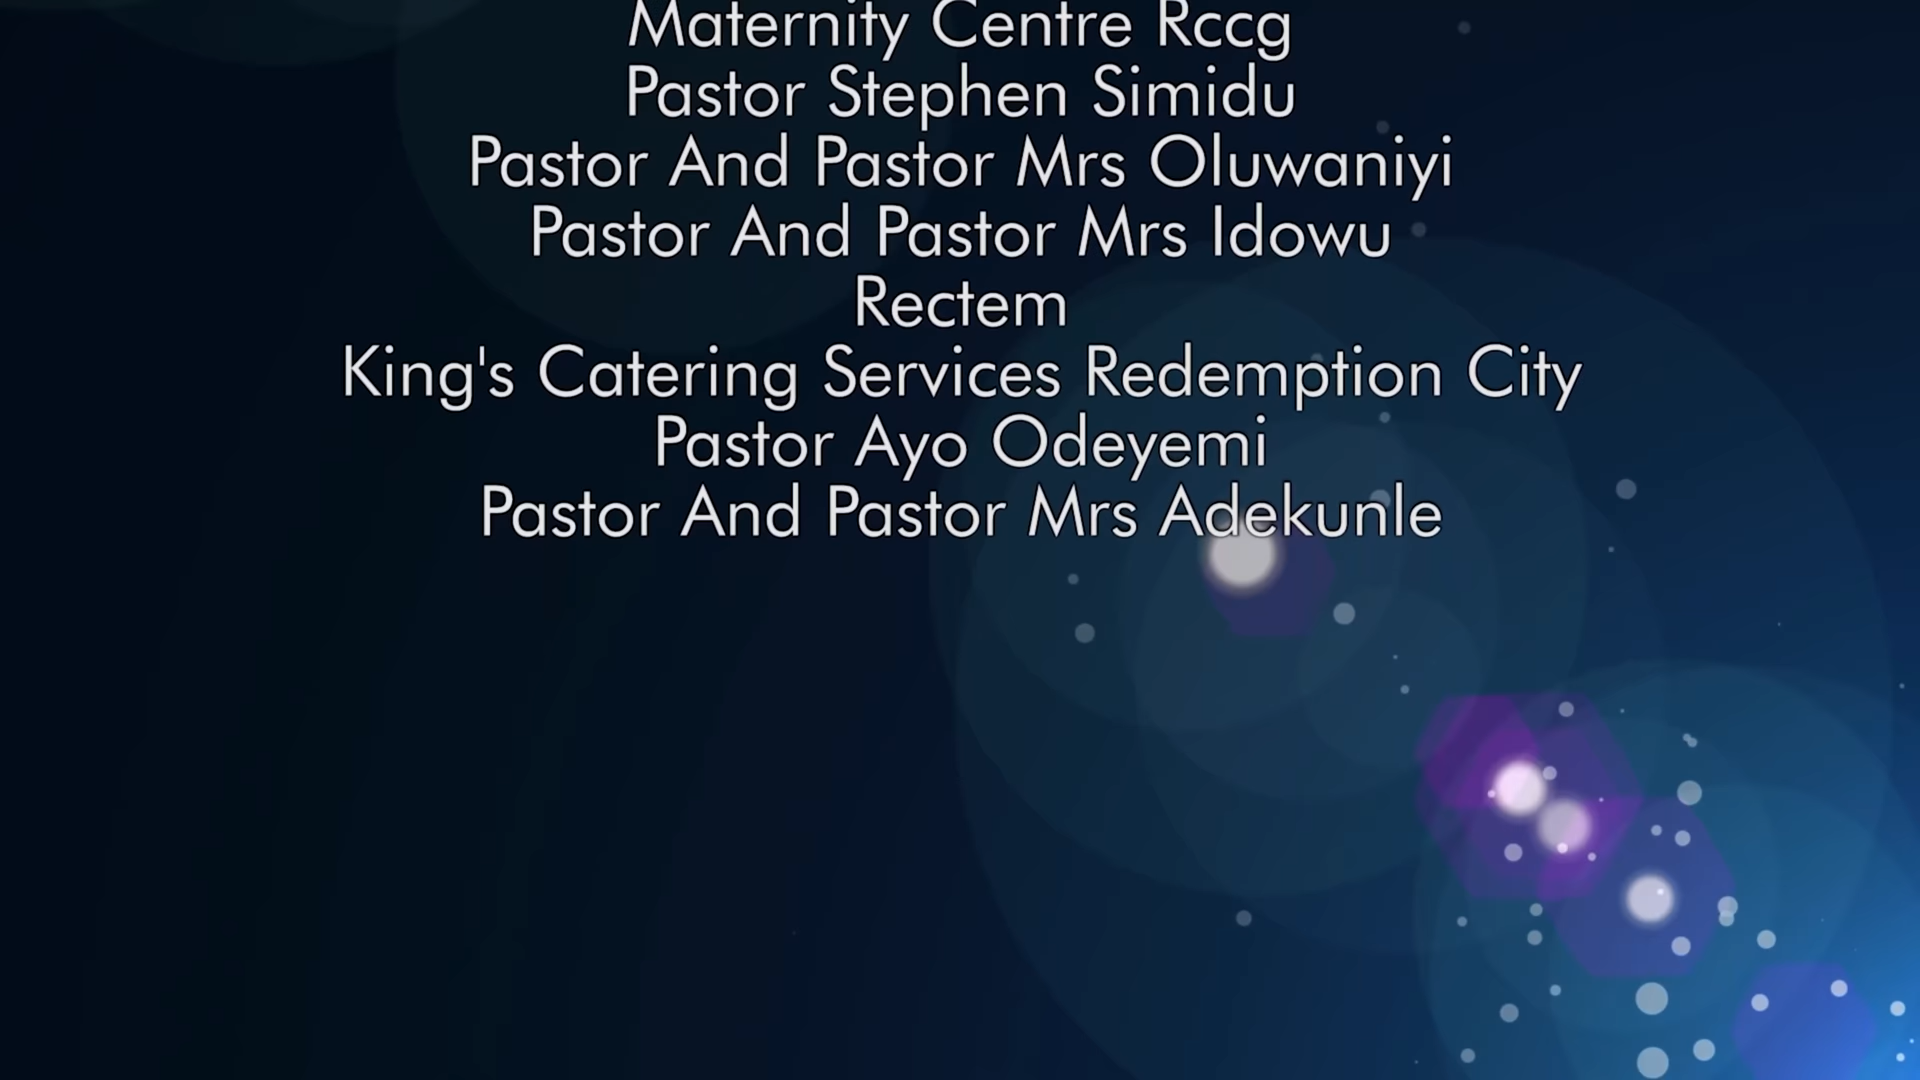 Maternity Centre Rccg
Pastor Stephen Simidu
Pastor And Pastor Mrs Oluwaniyi
Pastor And Pastor Mrs Idowu
Rectem
King's Catering Services Redemption City
Pastor Ayo Odeyemi
Pastor And Pastor Mrs Adekunle